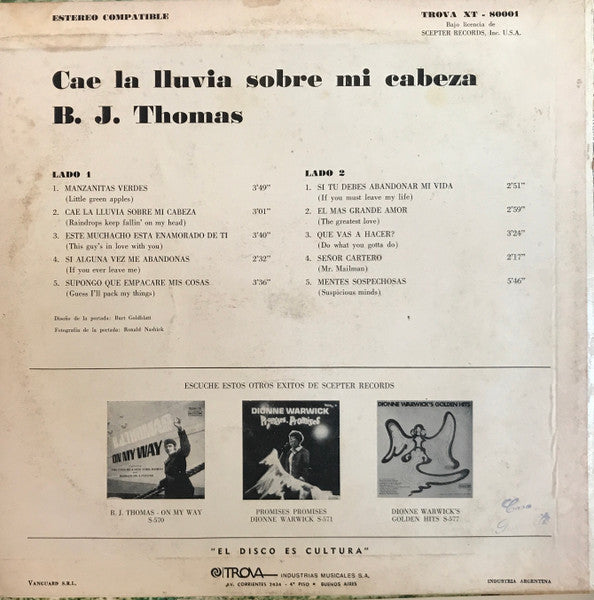 ESTEREO COMPATIBLE
TROVA XT - 80001
Bajo licencia de
SCEPTER RECORDS, Inc. U.S.A.
Cae la lluvia sobre mi cabeza
B. J. Thomas
LADO 1
1. MANZANITAS VERDES 3'49"
(Little green apples)
2. CAE LA LLUVIA SOBRE MI CABEZA 3'01"
(Raindrops keep fallin' on my head)
3. ESTE MUCHACHO ESTA ENAMORADO DE TI 3'40"
(This guy's in love with you)
4. SI ALGUNA VEZ ME ABANDONAS 2'32"
(If you ever leave me)
5. SUPONGO QUE EMPACARE MIS COSAS 3'36"
(Guess I'll pack my things)
LADO 2
1. SI TU DEBES ABANDONAR MI VIDA 2'51"
(If you must leave my life)
2. EL MAS GRANDE AMOR 2'59"
(The greatest love)
3. QUE VAS A HACER? 3'24"
(Do what you gotta do)
4. SEÑOR CARTERO 2'17"
(Mr. Mailman)
5. MENTES SOSPECHOSAS 5'46"
(Suspicious minds)
Diseño de la portada: Burt Goldblatt
Fotografía de la portada: Ronald Nashick
ESCUCHE ESTOS OTROS EXITOS DE SCEPTER RECORDS
B.J. THOMAS
ON MY WAY
DIONNE WARWICK
Promises, Promises
DIONNE WARWICK'S GOLDEN HITS
B. J. THOMAS - ON MY WAY
S-570
PROMISES PROMISES
DIONNE WARWICK S-571
DIONNE WARWICK'S
GOLDEN HITS S-577
"EL DISCO ES CULTURA"
TROVA INDUSTRIAS MUSICALES S.A.
AV. CORRIENTES 2434 - 4º PISO • BUENOS AIRES
VANGUARD S.R.L.
INDUSTRIA ARGENTINA